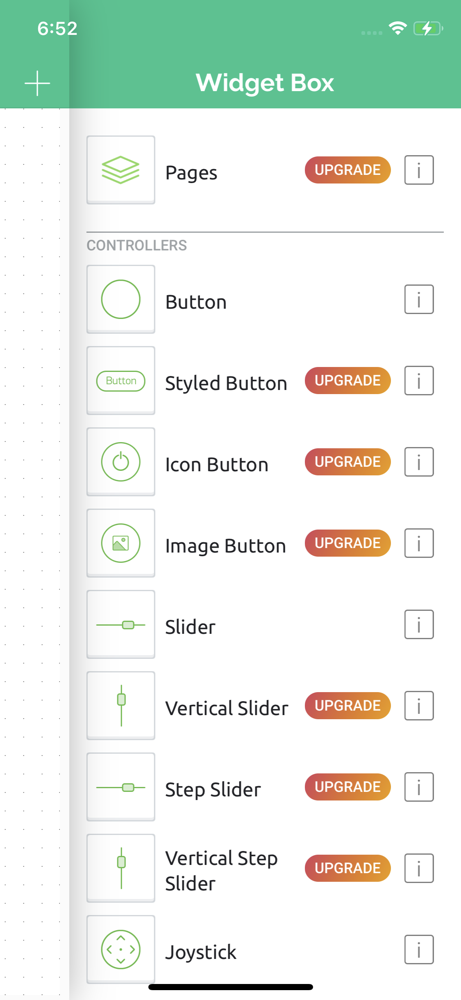 6:52
Widget Box
Pages
UPGRADE
i
CONTROLLERS
Button
i
Button
Styled Button
UPGRADE
i
Icon Button
UPGRADE
i
Image Button
UPGRADE
i
Slider
i
Vertical Slider
UPGRADE
i
Step Slider
UPGRADE
i
Vertical Step
Slider
UPGRADE
i
Joystick
i